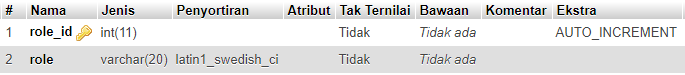 # Nama Jenis Penyortiran Atribut Tak Ternilai Bawaan Komentar Ekstra
1 role_id int(11) Tidak Tidak ada AUTO_INCREMENT
2 role varchar(20) latin1_swedish_ci Tidak Tidak ada